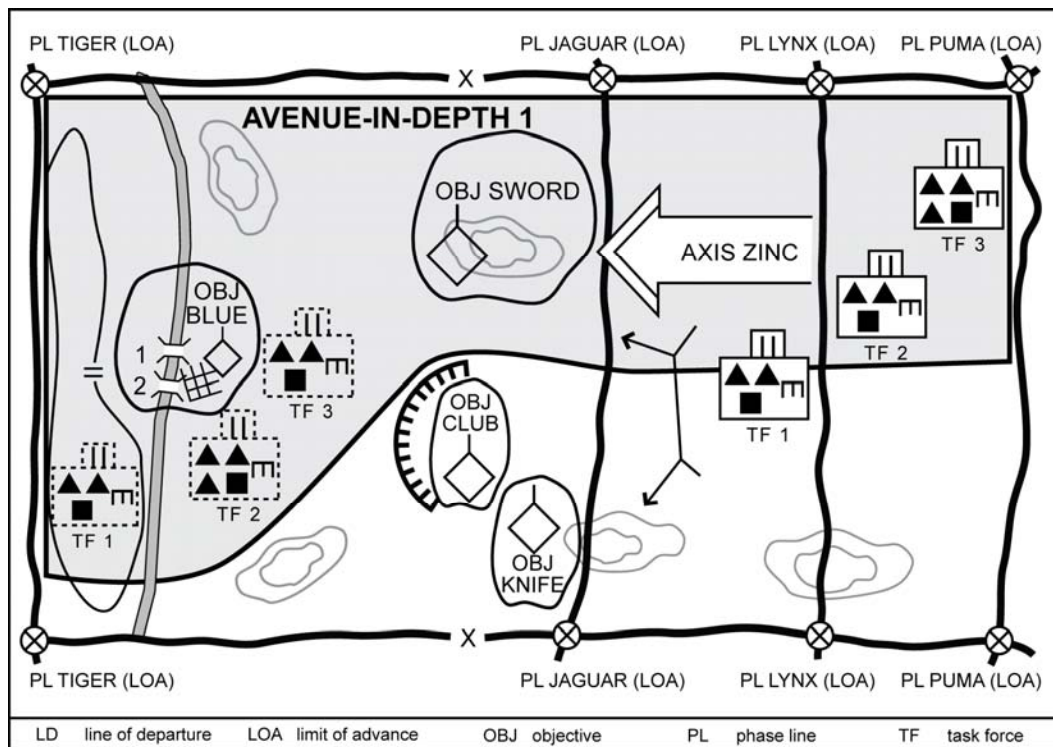 PL TIGER (LOA)
PL JAGUAR (LOA)
PL LYNX (LOA)
PL PUMA (LOA)
X
AVENUE-IN-DEPTH 1
OBJ SWORD
AXIS ZINC
TF 3
TF 2
TF 1
OBJ
BLUE
1
2
TF 3
TF 2
TF 1
OBJ
CLUB
OBJ
KNIFE
X
PL TIGER (LOA)
PL JAGUAR (LOA)
PL LYNX (LOA)
PL PUMA (LOA)
LD line of departure LOA limit of advance OBJ objective PL phase line TF task force